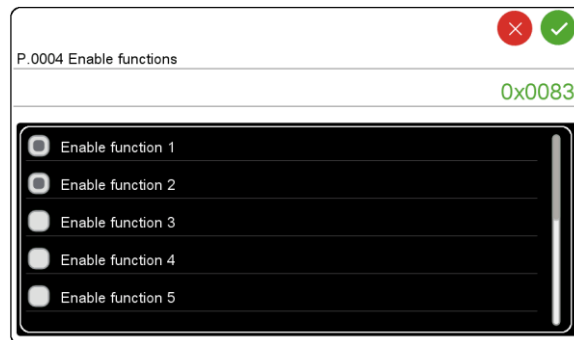 P.0004 Enable functions
0x0083
Enable function 1
Enable function 2
Enable function 3
Enable function 4
Enable function 5